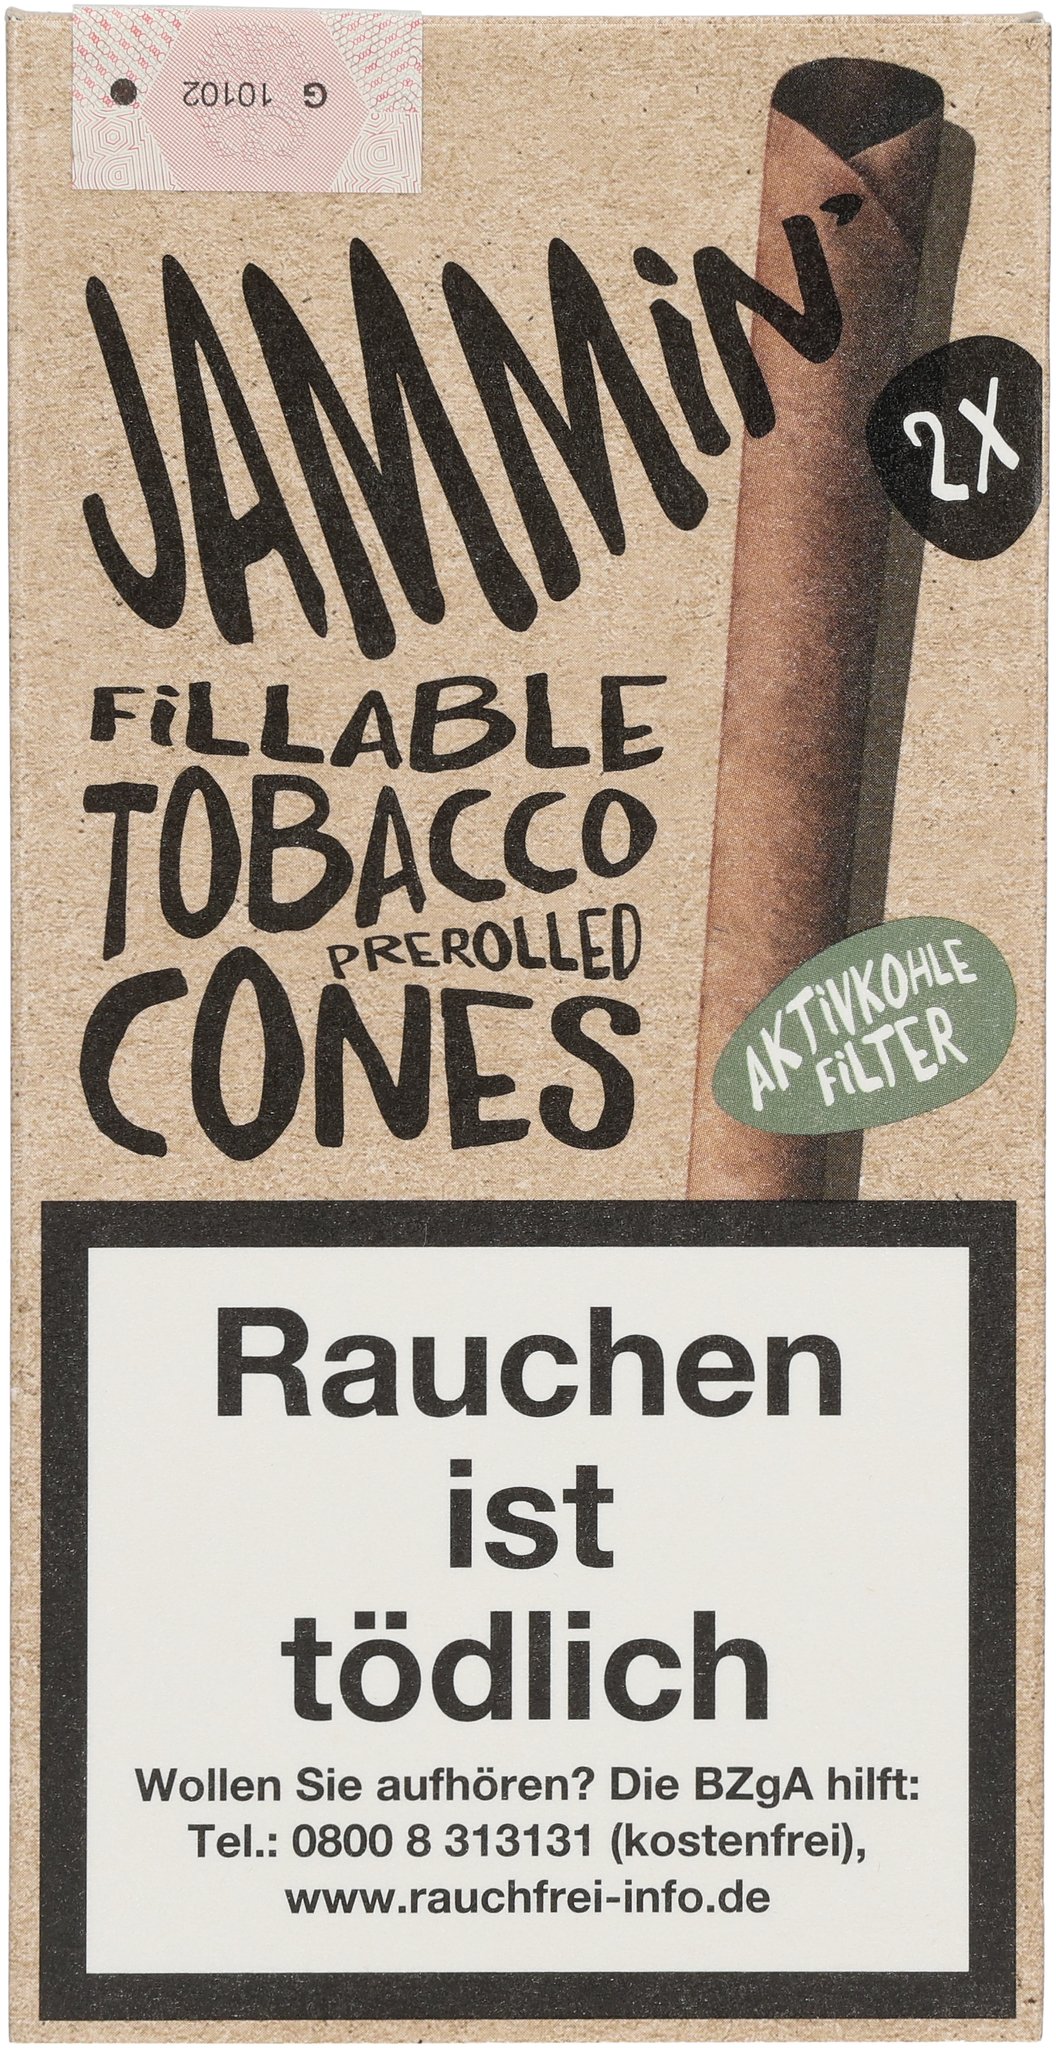 G 10102
JAMMiN'
2X
FiLLABLE
TOBACCO
PREROLLED
CONES
AKTiVKOHLE
FiLTER
Rauchen
ist
tödlich
Wollen Sie aufhören? Die BZgA hilft:
Tel.: 0800 8 313131 (kostenfrei),
www.rauchfrei-info.de